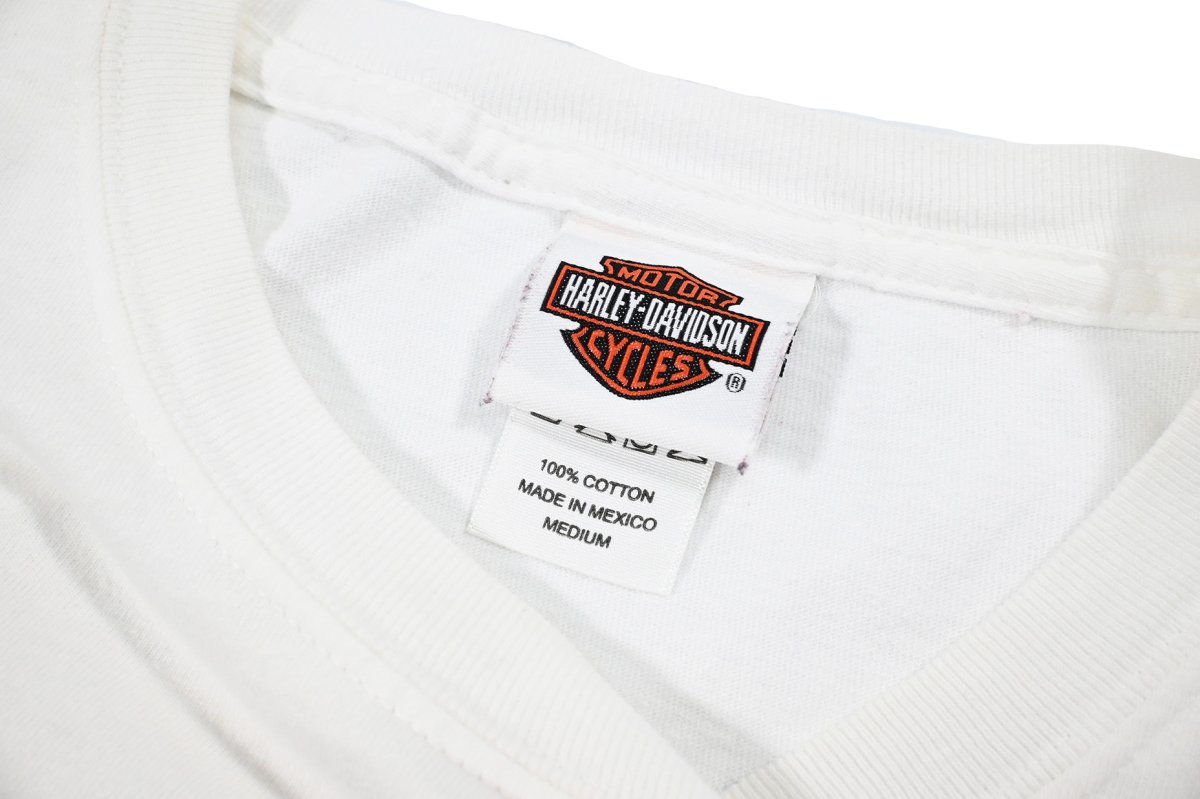 MOTOR
HARLEY-DAVIDSON
CYCLES
®
100% COTTON
MADE IN MEXICO
MEDIUM